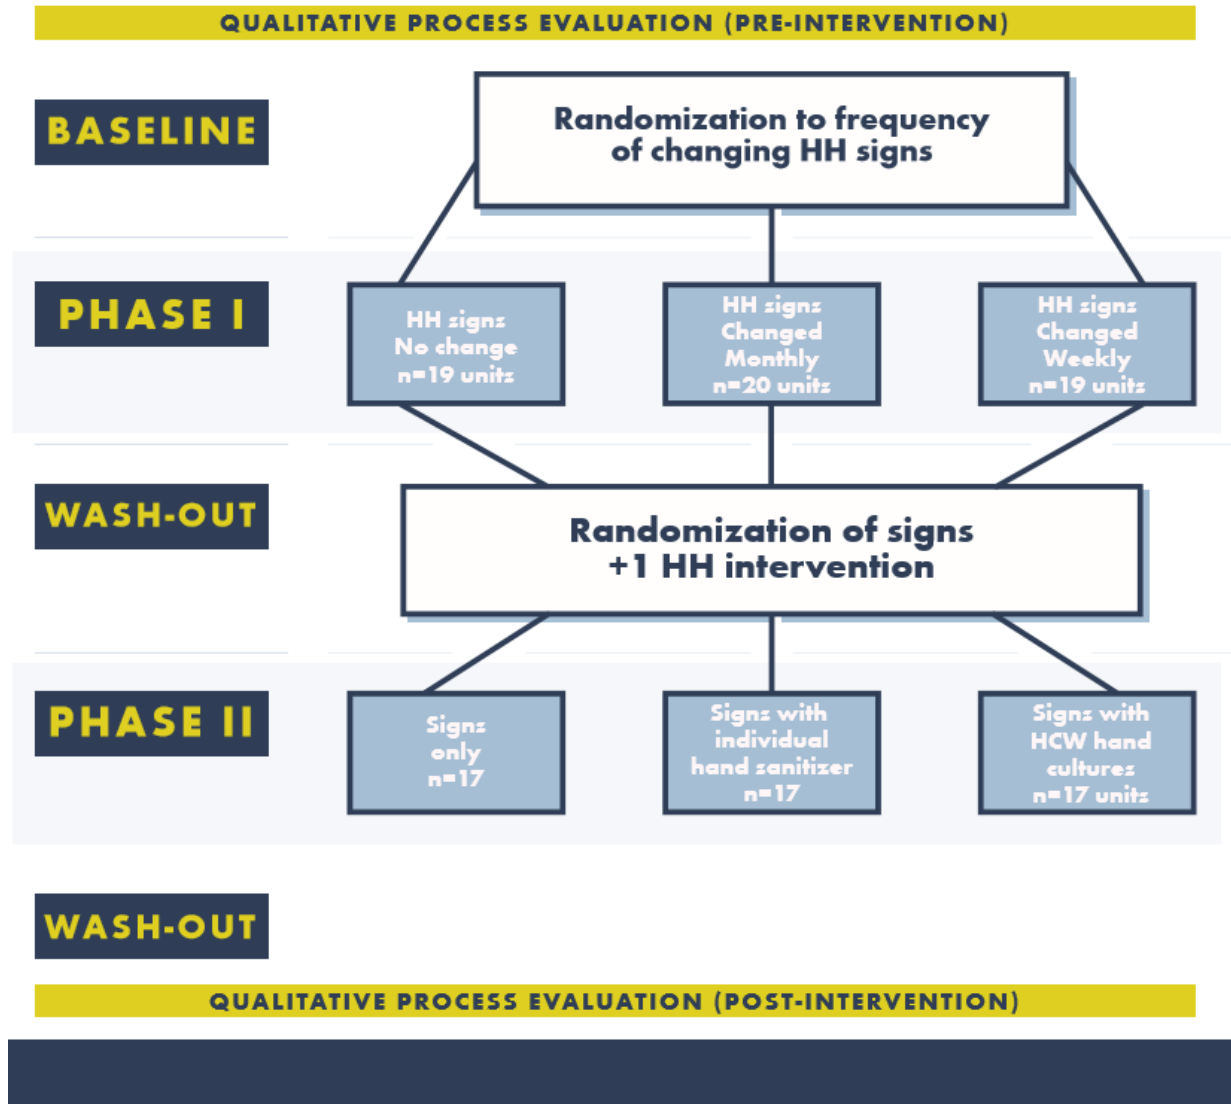 QUALITATIVE PROCESS EVALUATION (PRE-INTERVENTION)
BASELINE
Randomization to frequency
of changing HH signs
PHASE I
HH signs
No change
n=19 units
HH signs
Changed
Monthly
n=20 units
HH signs
Changed
Weekly
n=19 units
WASH-OUT
Randomization of signs
+1 HH intervention
PHASE II
Signs
only
n=17
Signs with
individual
hand sanitizer
n=17
Signs with
HCW hand
cultures
n=17 units
WASH-OUT
QUALITATIVE PROCESS EVALUATION (POST-INTERVENTION)